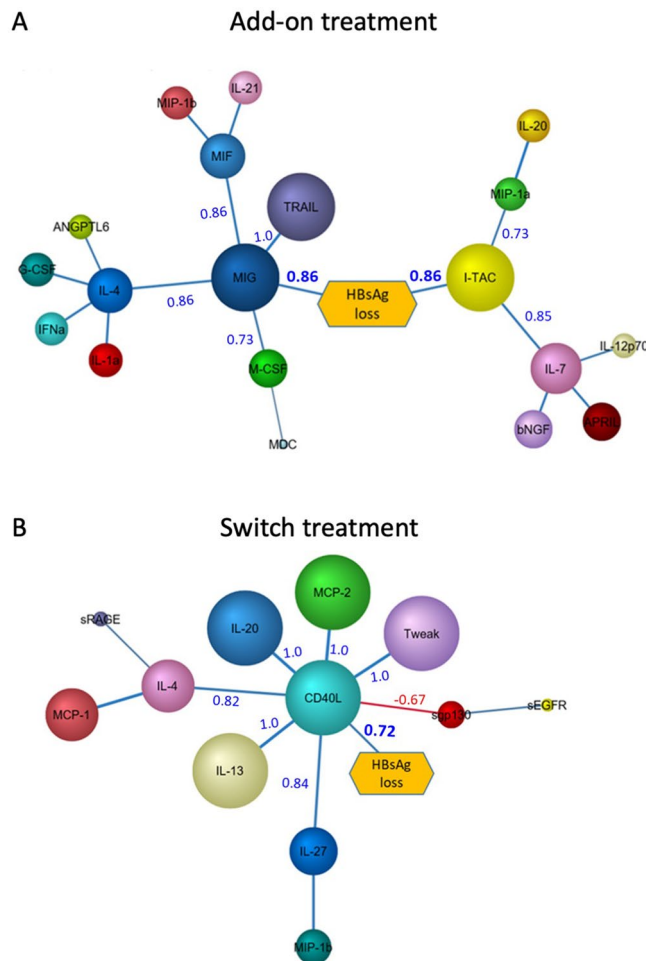 A
Add-on treatment
IL-21
MIP-1b
IL-20
MIF
MIP-1a
TRAIL
0.86
ANGPTL6
1.0
0.73
G-CSF
MIG
0.86
0.86
I-TAC
IL-4
0.86
HBsAg
loss
IFNa
0.73
0.85
IL-1a
M-CSF
IL-12p70
IL-7
MDC
bNGF
APRIL
B
Switch treatment
MCP-2
sRAGE
IL-20
Tweak
1.0
1.0
1.0
IL-4
0.82
CD40L
-0.67
MCP-1
sgp130
sEGFR
1.0
0.72
IL-13
0.84
HBsAg
loss
IL-27
MIP-1b